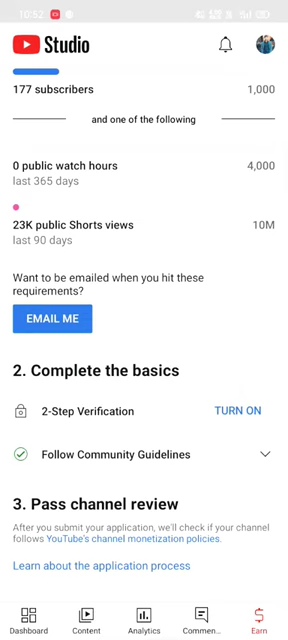 10:52
Studio
177 subscribers 1,000
and one of the following
0 public watch hours 4,000
last 365 days
23K public Shorts views 10M
last 90 days
Want to be emailed when you hit these
requirements?
EMAIL ME
2. Complete the basics
2-Step Verification TURN ON
Follow Community Guidelines
3. Pass channel review
After you submit your application, we'll check if your channel
follows YouTube's channel monetization policies.
Learn about the application process
Dashboard Content Analytics Commen... Earn